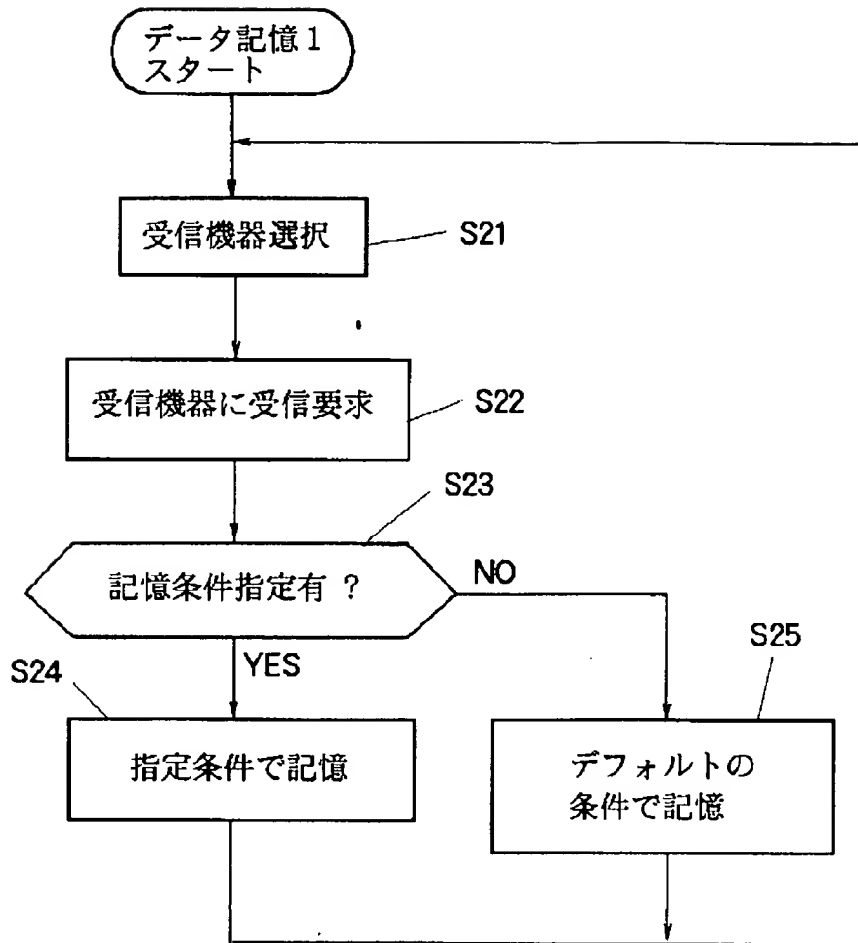 データ記憶1
スタート
受信機器選択
S21
受信機器に受信要求
S22
S23
記憶条件指定有 ?
NO
YES
S24
指定条件で記憶
S25
デフォルトの
条件で記憶